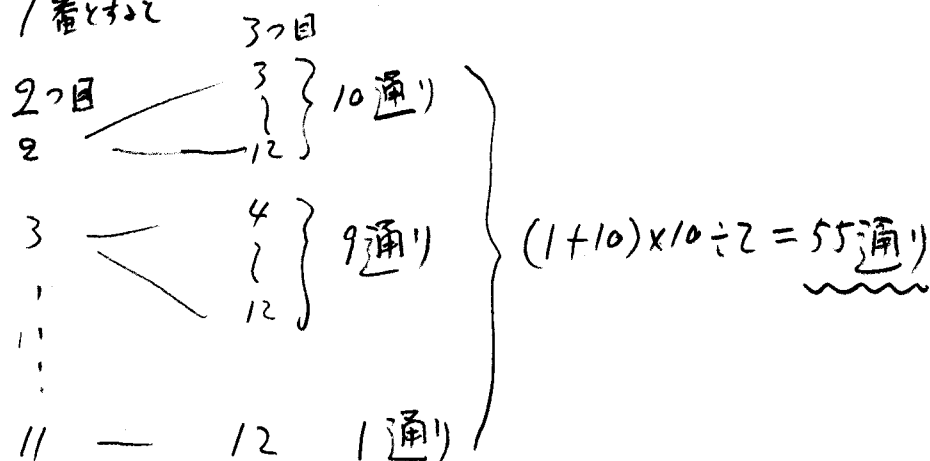 1番とすると
3つ目
2つ目
3
〜 10通り
2 12
3 4
〜 9通り (1+10)×10÷2=55通り
12
11 — 12 1通り